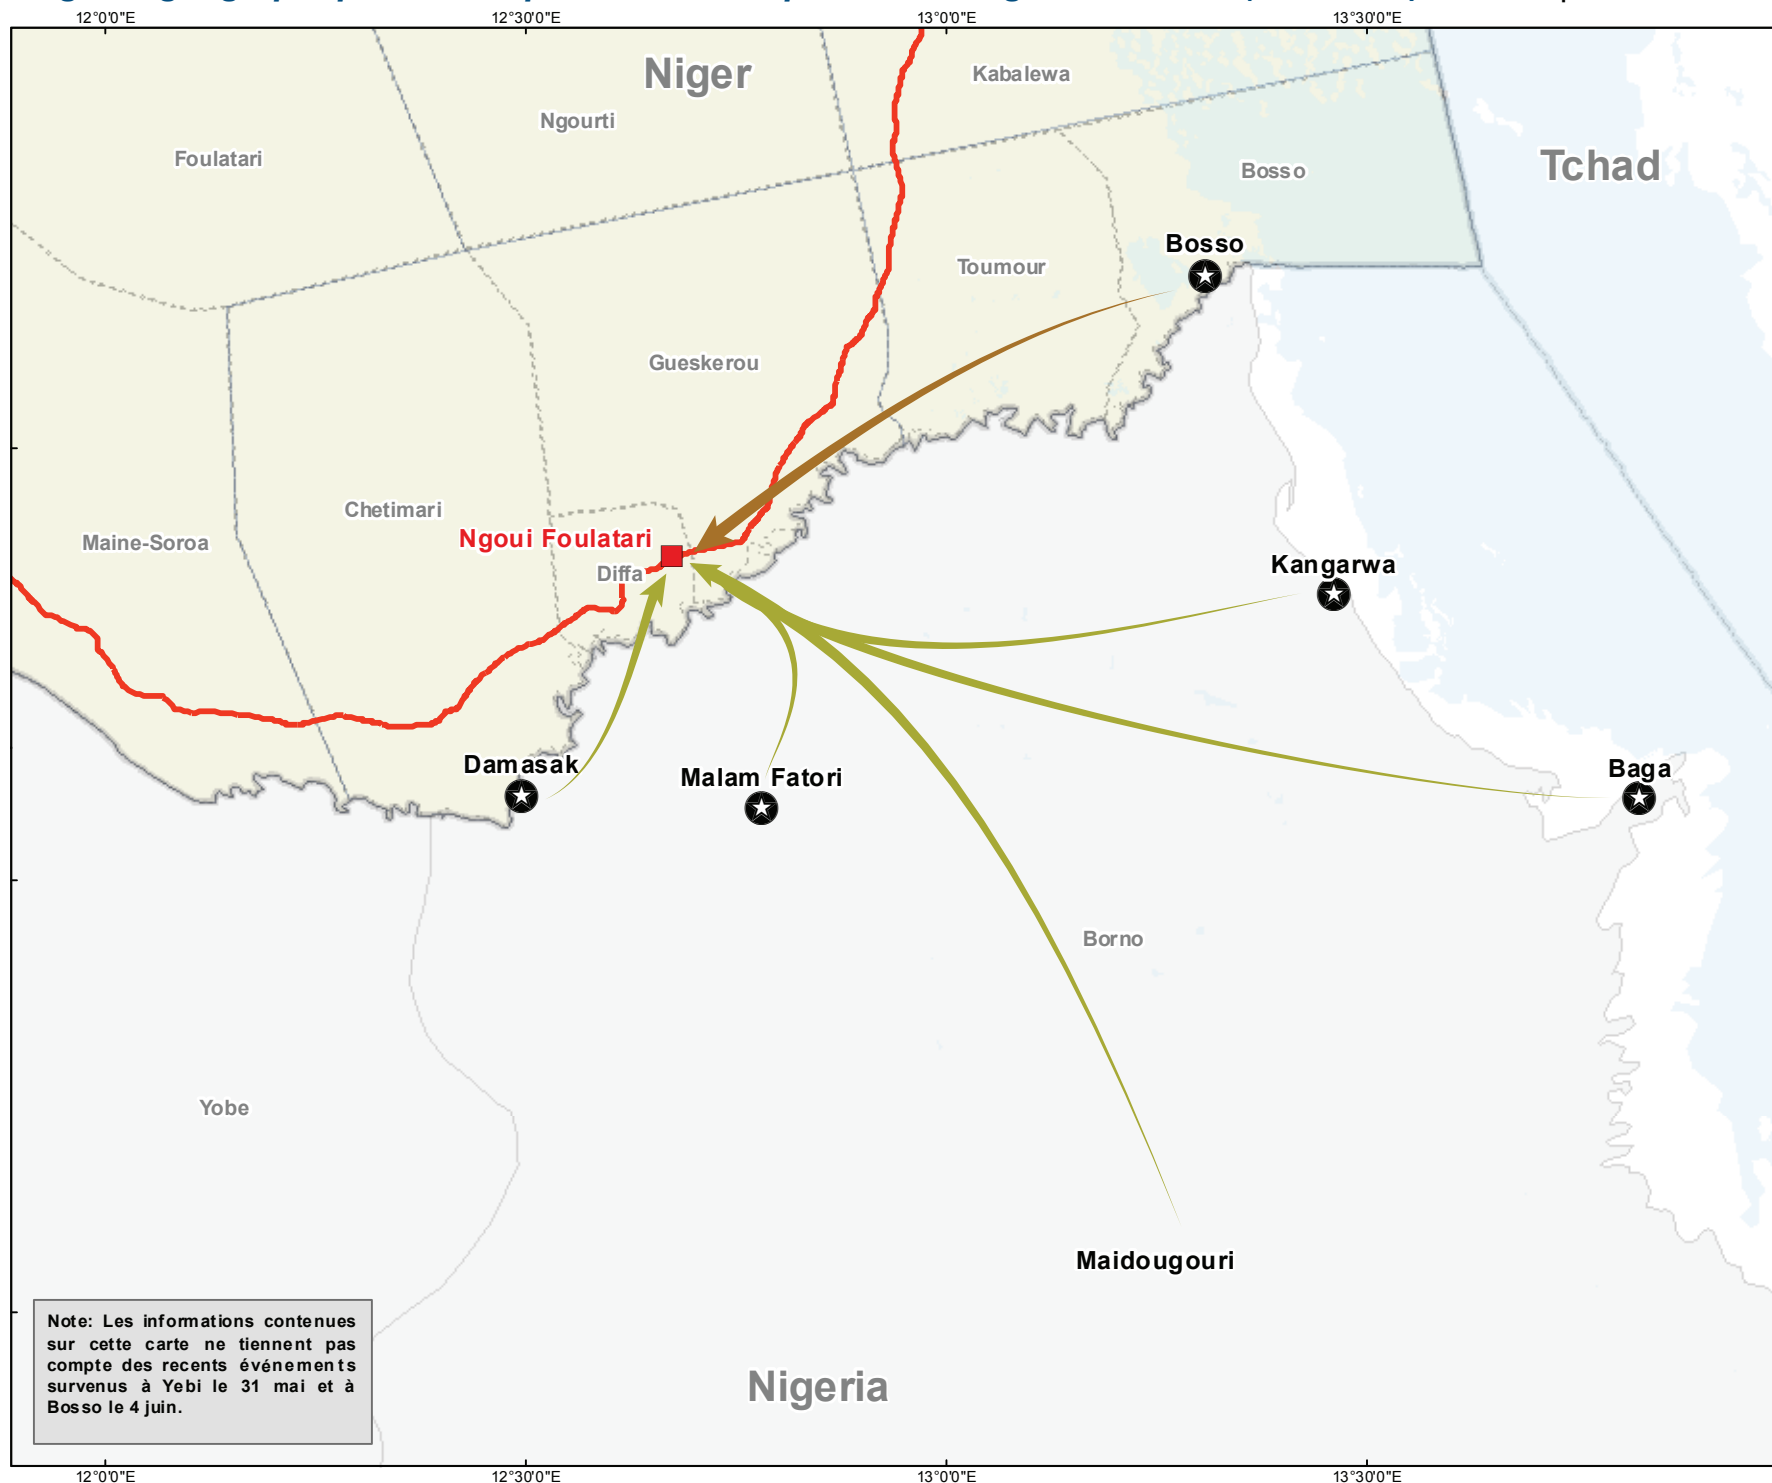 12°0'0"E 12°30'0"E 13°0'0"E 13°30'0"E
Niger
Kabalewa
Ngourti
Foulatari
Tchad
Bosso
Bosso
Toumour
Gueskerou
Chetimari
Ngoui Foulatari
Maine-Soroa
Diffa
Kangarwa
Damasak
Malam Fatori
Baga
Borno
Yobe
Maidougouri
Note: Les informations contenues
sur cette carte ne tiennent pas
compte des recents événements
survenus à Yebi le 31 mai et à
Bosso le 4 juin.
Nigeria
12°0'0"E 12°30'0"E 13°0'0"E 13°30'0"E